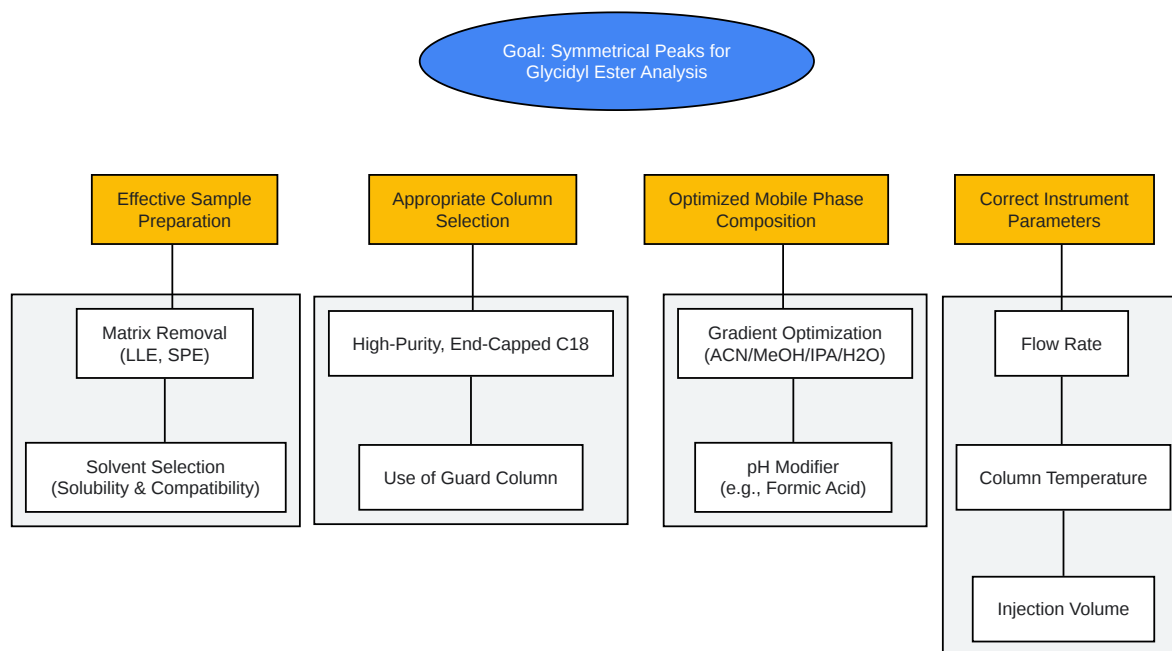 Goal: Symmetrical Peaks for
Glycidyl Ester Analysis
Effective Sample
Preparation
Appropriate Column
Selection
Optimized Mobile Phase
Composition
Correct Instrument
Parameters
Matrix Removal
(LLE, SPE)
High-Purity, End-Capped C18
Gradient Optimization
(ACN/MeOH/IPA/H2O)
Flow Rate
Solvent Selection
(Solubility & Compatibility)
Use of Guard Column
pH Modifier
(e.g., Formic Acid)
Column Temperature
Injection Volume